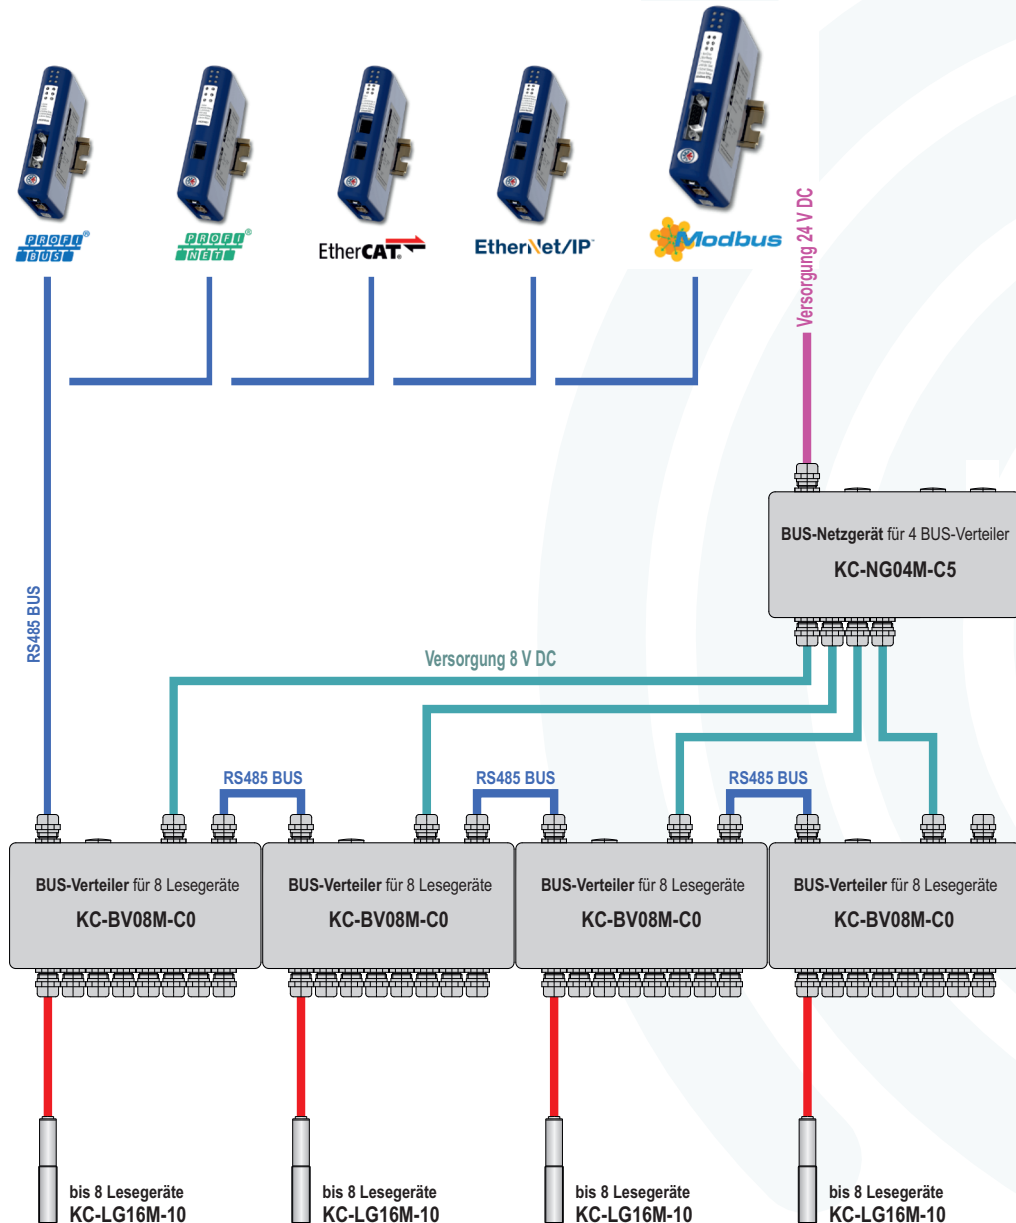 PROFI®
BUS
PROFI®
NET
EtherCAT®
EtherNet/IP™
Modbus
Versorgung 24 V DC
BUS-Netzgerät für 4 BUS-Verteiler
KC-NG04M-C5
RS485 BUS
Versorgung 8 V DC
RS485 BUS
RS485 BUS
RS485 BUS
BUS-Verteiler für 8 Lesegeräte
KC-BV08M-C0
BUS-Verteiler für 8 Lesegeräte
KC-BV08M-C0
BUS-Verteiler für 8 Lesegeräte
KC-BV08M-C0
BUS-Verteiler für 8 Lesegeräte
KC-BV08M-C0
bis 8 Lesegeräte
KC-LG16M-10
bis 8 Lesegeräte
KC-LG16M-10
bis 8 Lesegeräte
KC-LG16M-10
bis 8 Lesegeräte
KC-LG16M-10